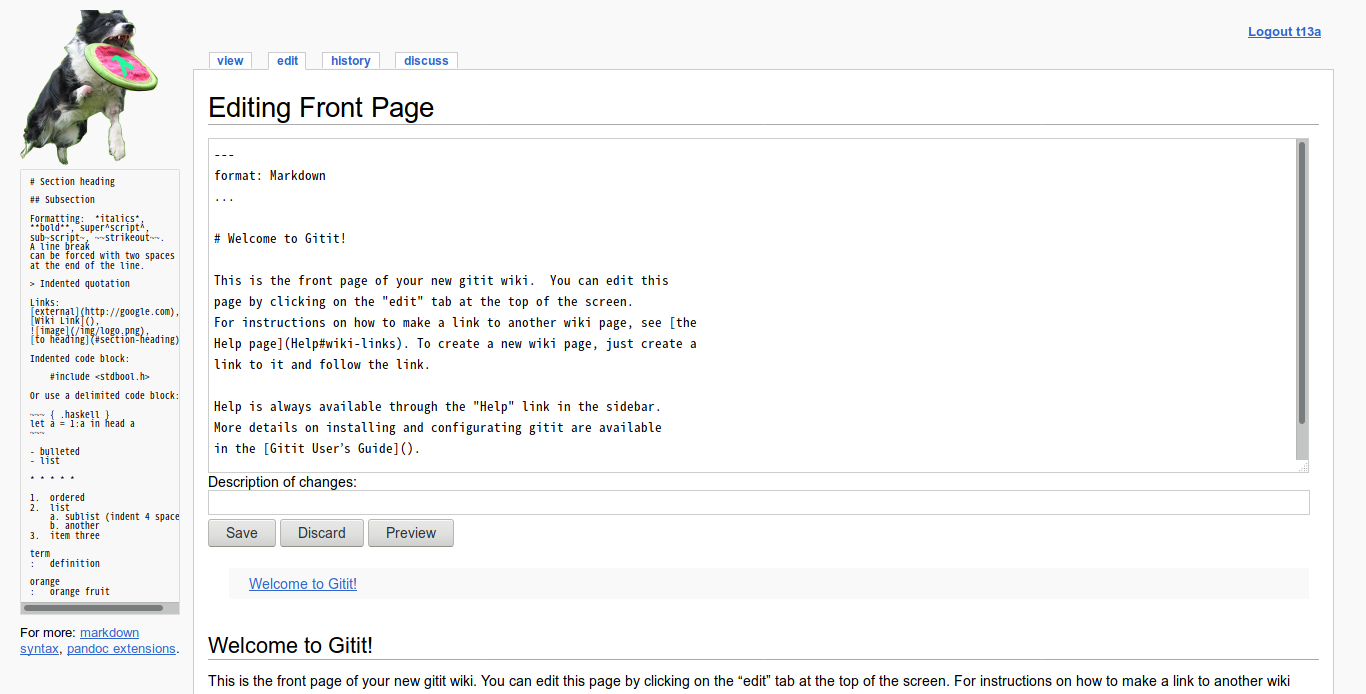 Logout t13a
view edit history discuss
Editing Front Page
---
format: Markdown
...
# Welcome to Gitit!
This is the front page of your new gitit wiki.  You can edit this
page by clicking on the "edit" tab at the top of the screen.
For instructions on how to make a link to another wiki page, see [the
Help page](Help#wiki-links). To create a new wiki page, just create a
link to it and follow the link.
Help is always available through the "Help" link in the sidebar.
More details on installing and configurating gitit are available
in the [Gitit User’s Guide]().
Description of changes:
Save Discard Preview
Welcome to Gitit!
Welcome to Gitit!
This is the front page of your new gitit wiki. You can edit this page by clicking on the “edit” tab at the top of the screen. For instructions on how to make a link to another wiki
# Section heading
## Subsection
Formatting:  *italics*,
**bold**, super^script^,
sub~script~, ~~strikeout~~.
A line break
can be forced with two spaces
at the end of the line.
> Indented quotation
Links:
[external](http://google.com),
[Wiki Link](),
![image](/img/logo.png),
[to heading](#section-heading)
Indented code block:
    #include <stdbool.h>
Or use a delimited code block:
~~~ { .haskell }
let a = 1:a in head a
~~~
- bulleted
- list
* * * * *
1.  ordered
2.  list
    a. sublist (indent 4 space
    b. another
3.  item three
term
:   definition
orange
:   orange fruit
For more: markdown
syntax, pandoc extensions.